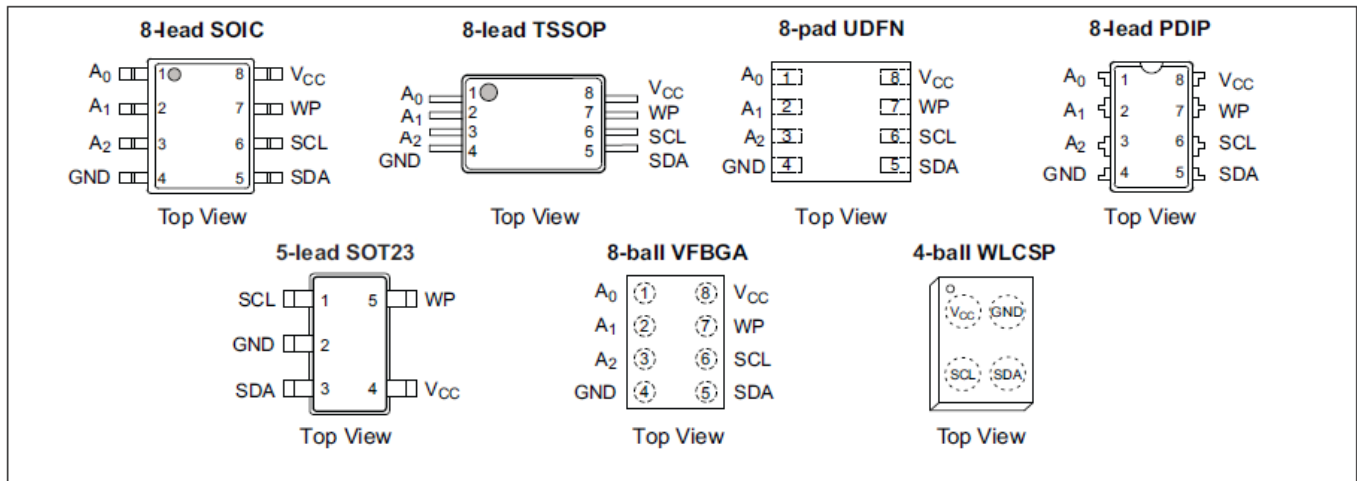 8-lead SOIC
A0 1 8 VCC
A1 2 7 WP
A2 3 6 SCL
GND 4 5 SDA
Top View
8-lead TSSOP
A0 1 8 VCC
A1 2 7 WP
A2 3 6 SCL
GND 4 5 SDA
Top View
8-pad UDFN
A0 1 8 VCC
A1 2 7 WP
A2 3 6 SCL
GND 4 5 SDA
Top View
8-lead PDIP
A0 1 8 VCC
A1 2 7 WP
A2 3 6 SCL
GND 4 5 SDA
Top View
5-lead SOT23
SCL 1 5 WP
GND 2
SDA 3 4 VCC
Top View
8-ball VFBGA
A0 1 8 VCC
A1 2 7 WP
A2 3 6 SCL
GND 4 5 SDA
Top View
4-ball WLCSP
VCC GND
SCL SDA
Top View